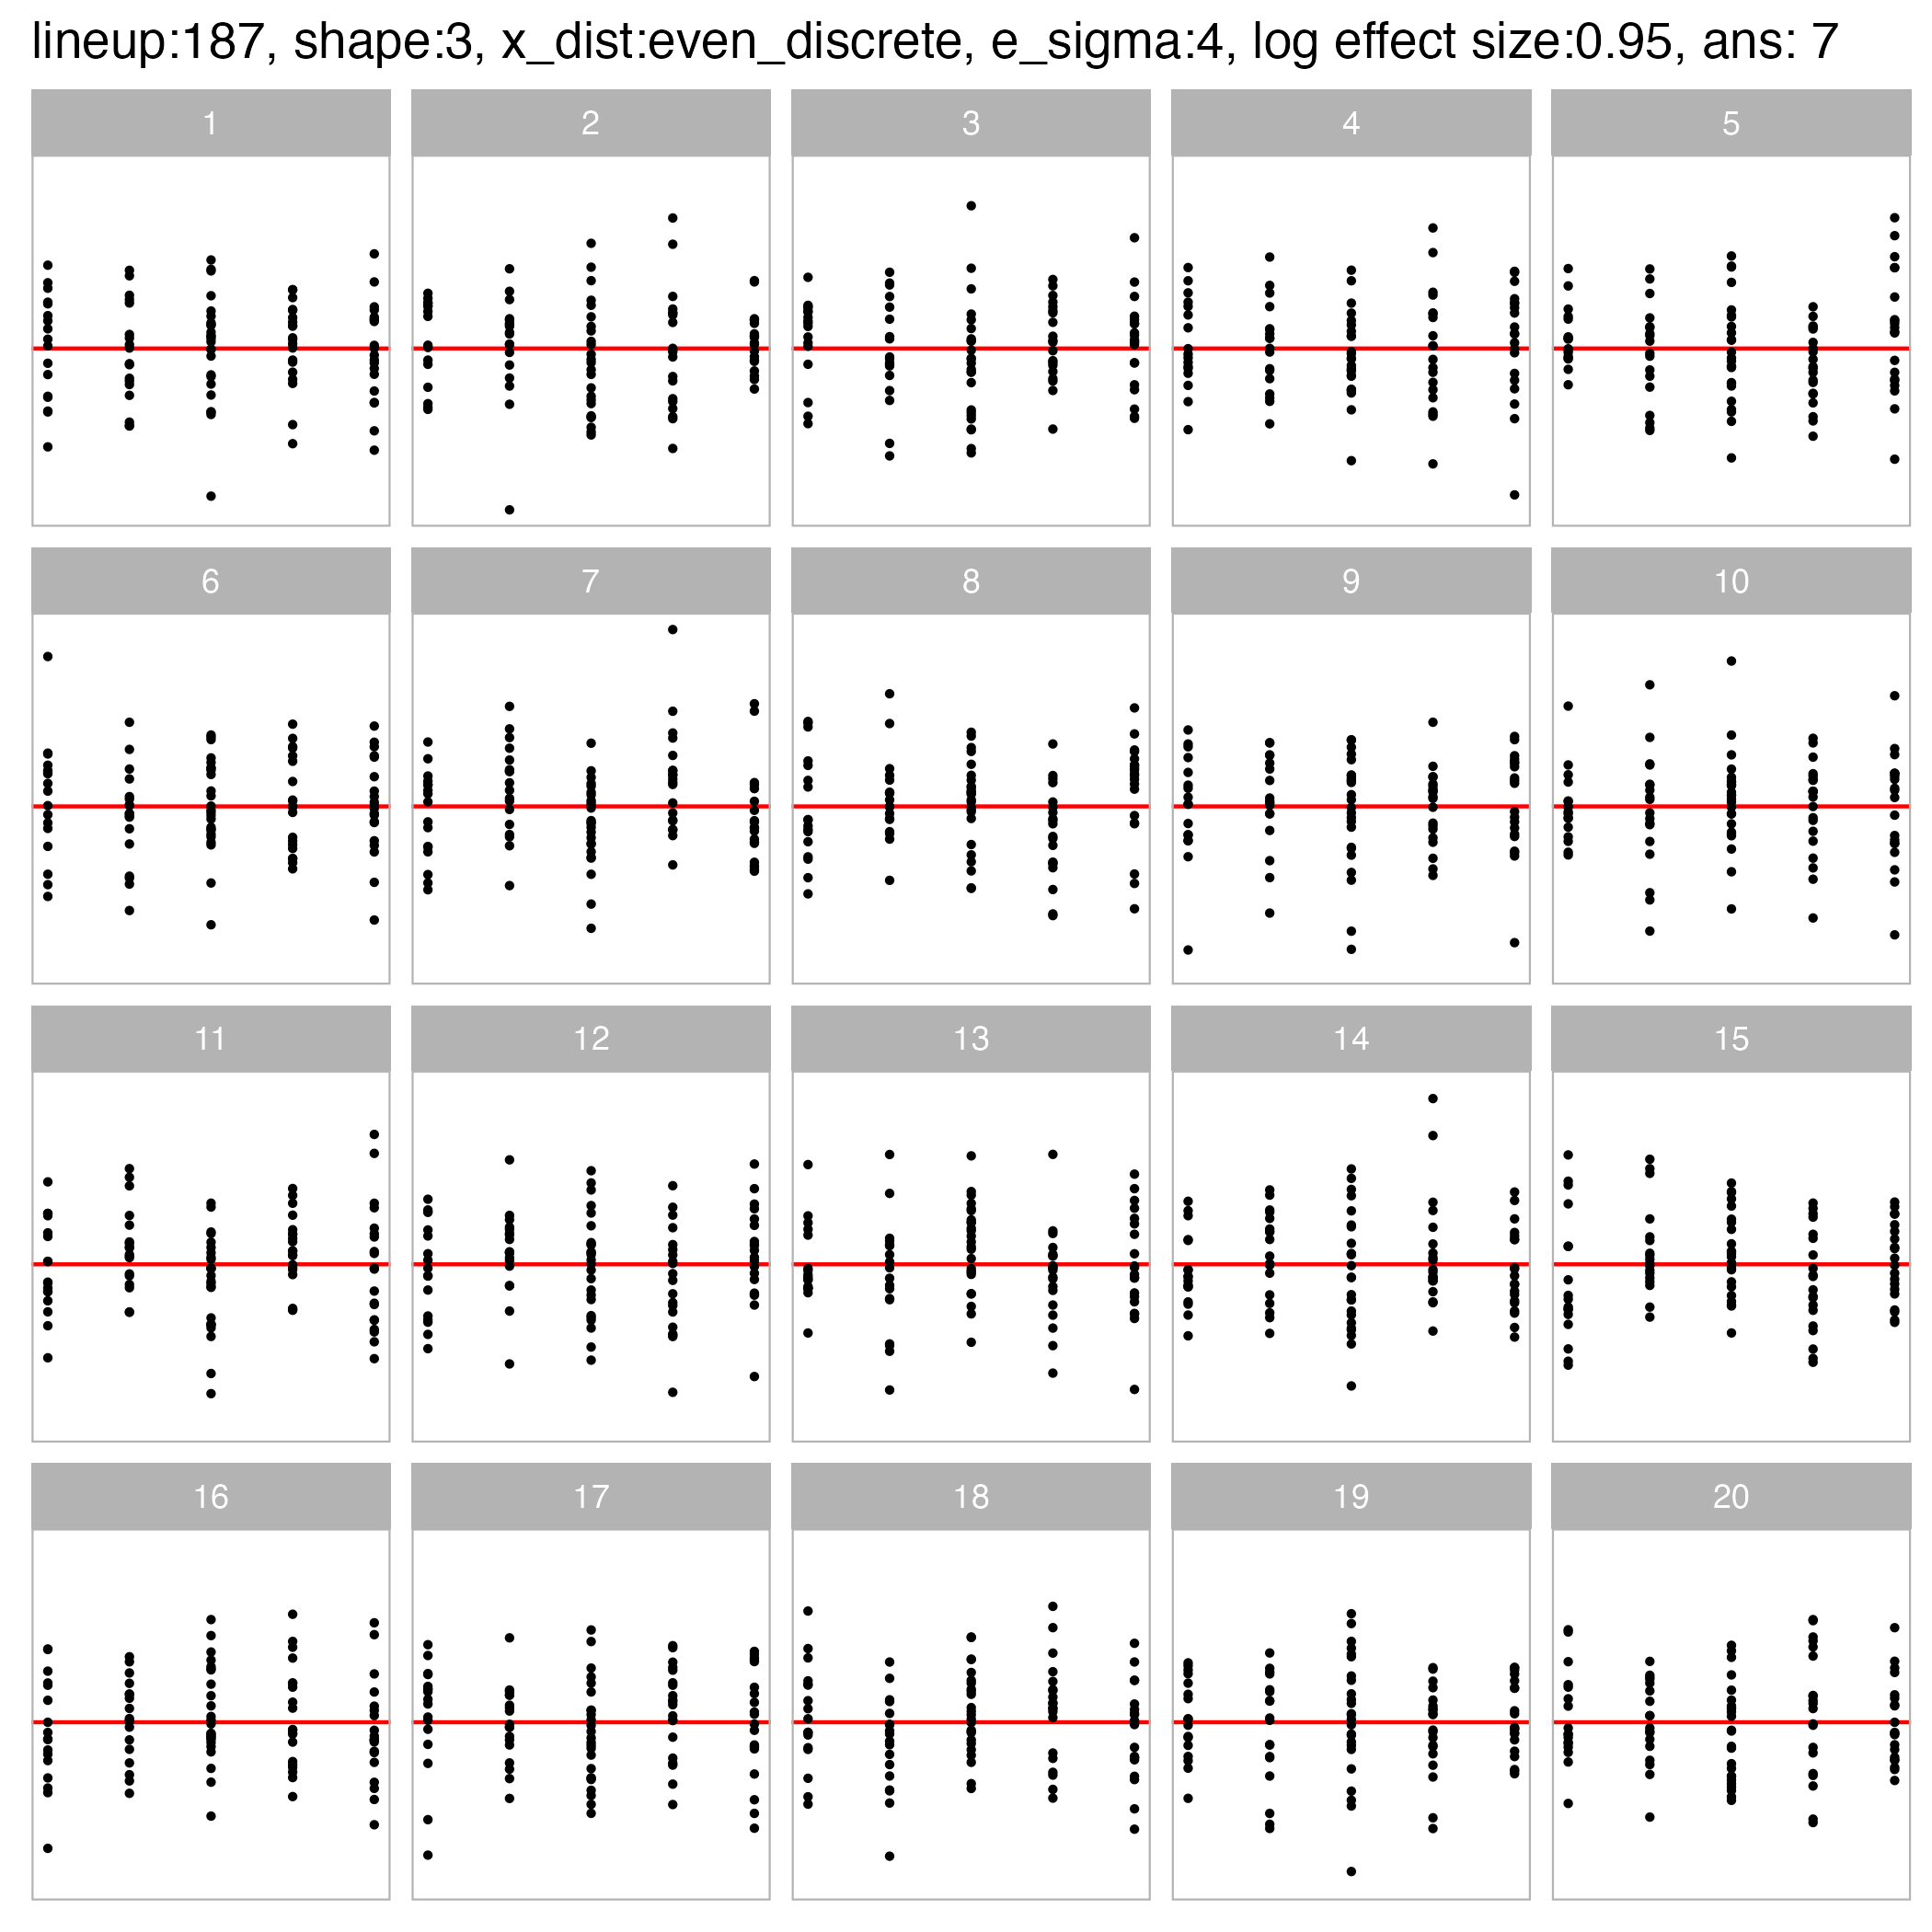 lineup:187, shape:3, x_dist:even_discrete, e_sigma:4, log effect size:0.95, ans: 7
1 2 3 4 5
6 7 8 9 10
11 12 13 14 15
16 17 18 19 20